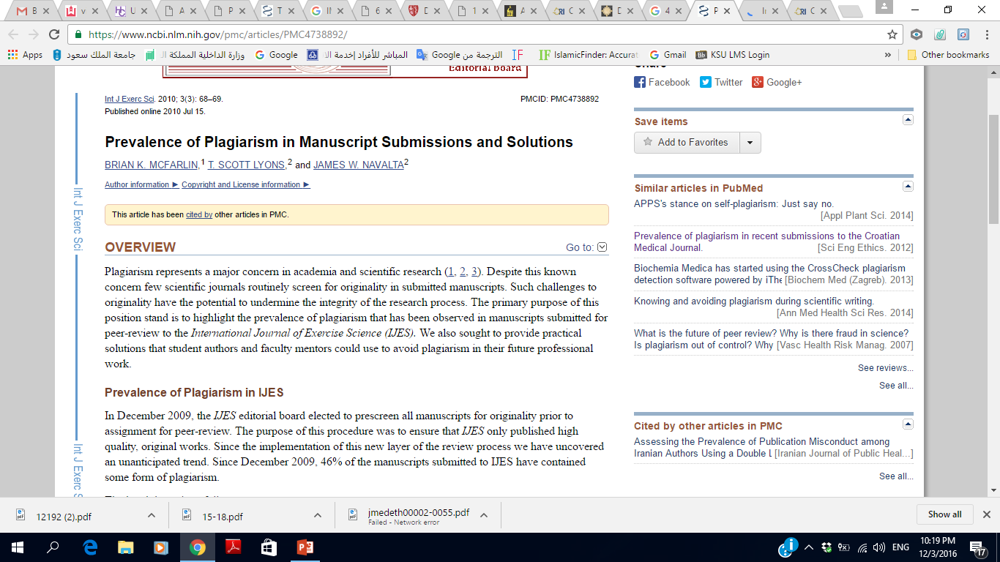 B
v
U
A
P
T
II
6
D
1
A
C
D
4
P
Ir
C
https://www.ncbi.nlm.nih.gov/pmc/articles/PMC4738892/
Apps
جامعة الملك سعود
وزارة الداخلية المملكة ال
Google
المباشر للأفراد إخدمة الا
الترجمة من Google
IF
IslamicFinder: Accurat
Gmail
Bb KSU LMS Login
»
Other bookmarks
Editorial Board
Int J Exerc Sci. 2010; 3(3): 68–69.
PMCID: PMC4738892
Published online 2010 Jul 15.
Prevalence of Plagiarism in Manuscript Submissions and Solutions
BRIAN K. MCFARLIN,1 T. SCOTT LYONS,2 and JAMES W. NAVALTA2
Author information ► Copyright and License information ►
This article has been cited by other articles in PMC.
OVERVIEW
Go to:
Plagiarism represents a major concern in academia and scientific research (1, 2, 3). Despite this known
concern few scientific journals routinely screen for originality in submitted manuscripts. Such challenges to
originality have the potential to undermine the integrity of the research process. The primary purpose of this
position stand is to highlight the prevalence of plagiarism that has been observed in manuscripts submitted for
peer-review to the International Journal of Exercise Science (IJES). We also sought to provide practical
solutions that student authors and faculty mentors could use to avoid plagiarism in their future professional
work.
Prevalence of Plagiarism in IJES
In December 2009, the IJES editorial board elected to prescreen all manuscripts for originality prior to
assignment for peer-review. The purpose of this procedure was to ensure that IJES only published high
quality, original works. Since the implementation of this new layer of the review process we have uncovered
an unanticipated trend. Since December 2009, 46% of the manuscripts submitted to IJES have contained
some form of plagiarism.
Int J Exerc Sci
Int J Exerc S
Share
Facebook
Twitter
Google+
Save items
Add to Favorites
Similar articles in PubMed
APPS's stance on self-plagiarism: Just say no.
[Appl Plant Sci. 2014]
Prevalence of plagiarism in recent submissions to the Croatian
Medical Journal. [Sci Eng Ethics. 2012]
Biochemia Medica has started using the CrossCheck plagiarism
detection software powered by iThe [Biochem Med (Zagreb). 2013]
Knowing and avoiding plagiarism during scientific writing.
[Ann Med Health Sci Res. 2014]
What is the future of peer review? Why is there fraud in science?
Is plagiarism out of control? Why [Vasc Health Risk Manag. 2007]
See reviews...
See all...
Cited by other articles in PMC
Assessing the Prevalence of Publication Misconduct among
Iranian Authors Using a Double L [Iranian Journal of Public Heal...]
See all...
12192 (2).pdf
15-18.pdf
jmedeth00002-0055.pdf
Failed - Network error
Show all
ENG
10:19 PM
12/3/2016
17